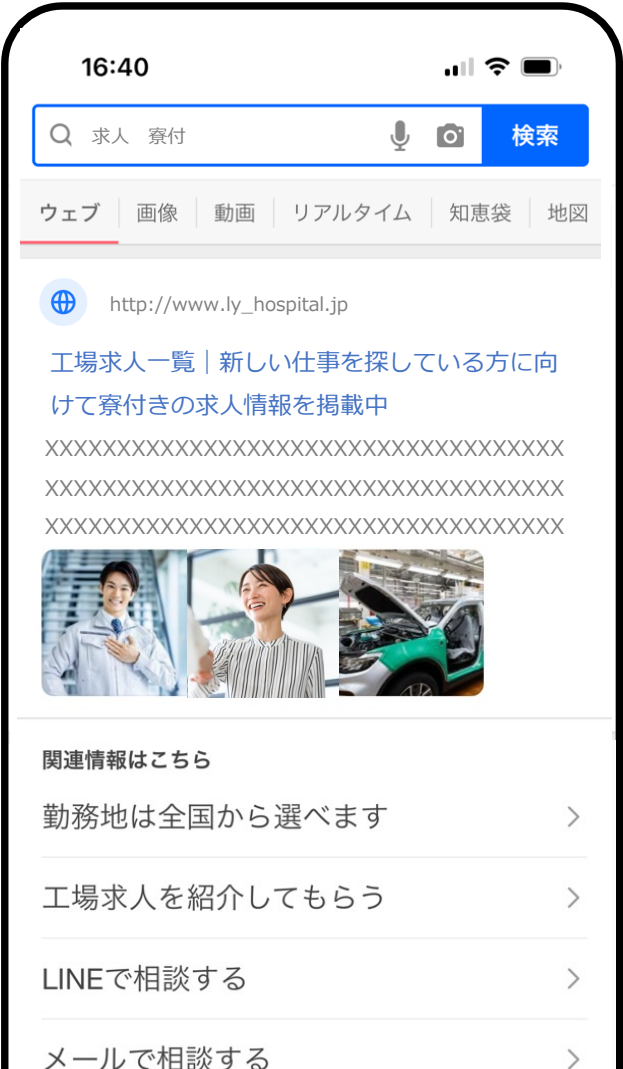 16:40
求人　寮付
検索
ウェブ
画像
動画
リアルタイム
知恵袋
地図
http://www.ly_hospital.jp
工場求人一覧｜新しい仕事を探している方に向
けて寮付きの求人情報を掲載中
XXXXXXXXXXXXXXXXXXXXXXXXXXXXXXXXXXXX
XXXXXXXXXXXXXXXXXXXXXXXXXXXXXXXXXXXX
XXXXXXXXXXXXXXXXXXXXXXXXXXXXXXXXXXXX
関連情報はこちら
勤務地は全国から選べます
工場求人を紹介してもらう
LINEで相談する
メールで相談する